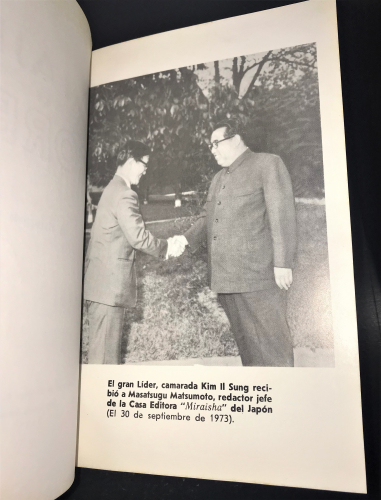 El gran Líder, camarada Kim Il Sung reci-
bió a Masatsugu Matsumoto, redactor jefe
de la Casa Editora "Miraisha" del Japón
(El 30 de septiembre de 1973).